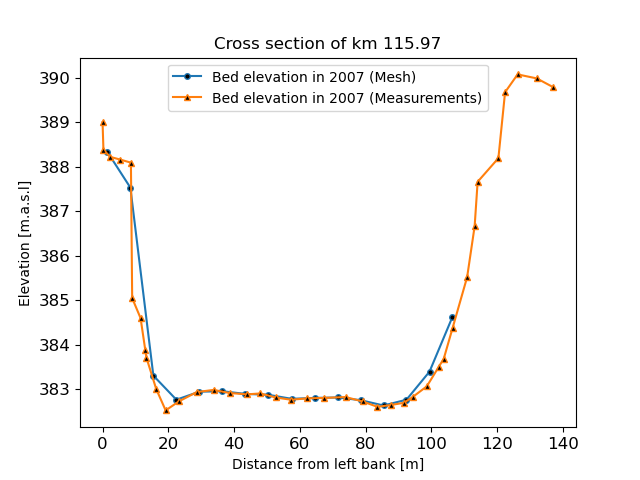 Cross section of km 115.97
Bed elevation in 2007 (Mesh)
Bed elevation in 2007 (Measurements)
Elevation [m.a.s.l]
390
389
388
387
386
385
384
383
0 20 40 60 80 100 120 140
Distance from left bank [m]